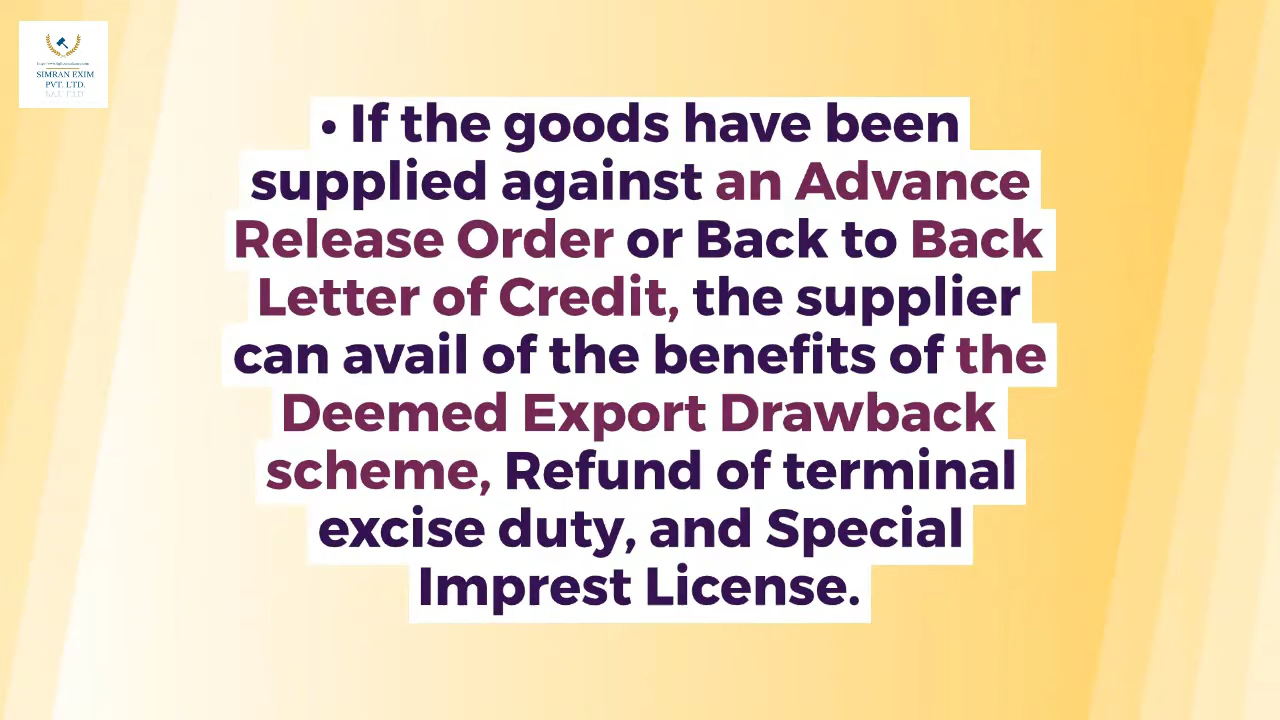 SIMRAN EXIM
PVT. LTD.
• If the goods have been
supplied against an Advance
Release Order or Back to Back
Letter of Credit, the supplier
can avail of the benefits of the
Deemed Export Drawback
scheme, Refund of terminal
excise duty, and Special
Imprest License.